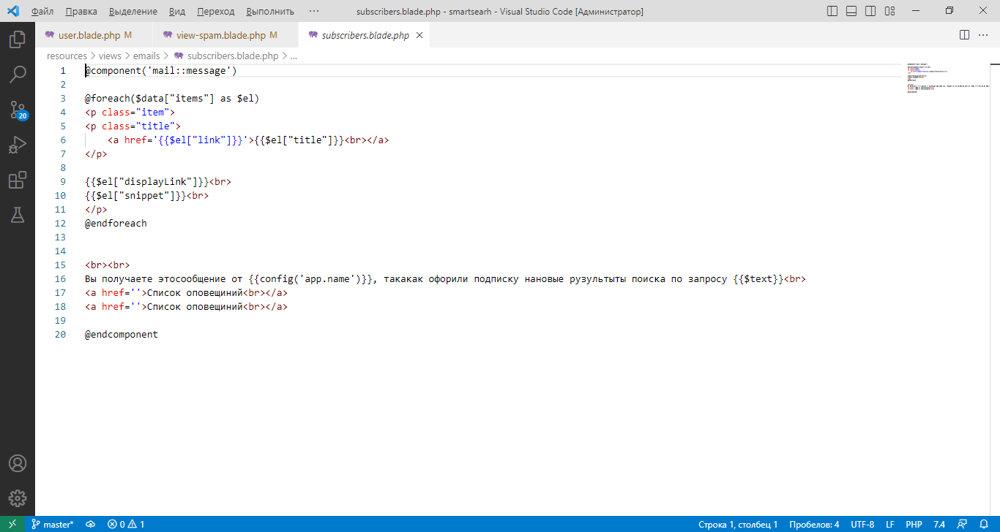 Файл Правка Выделение Вид Переход Выполнить ··· subscribers.blade.php - smartsearh - Visual Studio Code [Администратор]
user.blade.php M view-spam.blade.php M subscribers.blade.php
resources > views > emails > subscribers.blade.php > ...
1 @component('mail::message')
2
3 @foreach($data["items"] as $el)
4 <p class="item">
5 <p class="title">
6 <a href='{{$el["link"]}}'>{{$el["title"]}}<br></a>
7 </p>
8
9 {{$el["displayLink"]}}<br>
10 {{$el["snippet"]}}<br>
11 </p>
12 @endforeach
13
14
15 <br><br>
16 Вы получаете этосообщение от {{config('app.name')}}, такакак офорили подписку нановые рузультыты поиска по запросу {{$text}}<br>
17 <a href=''>Список оповещиний<br></a>
18 <a href=''>Список оповещиний<br></a>
19
20 @endcomponent
20
master* 0 1 Строка 1, столбец 1 Пробелов: 4 UTF-8 LF PHP 7.4